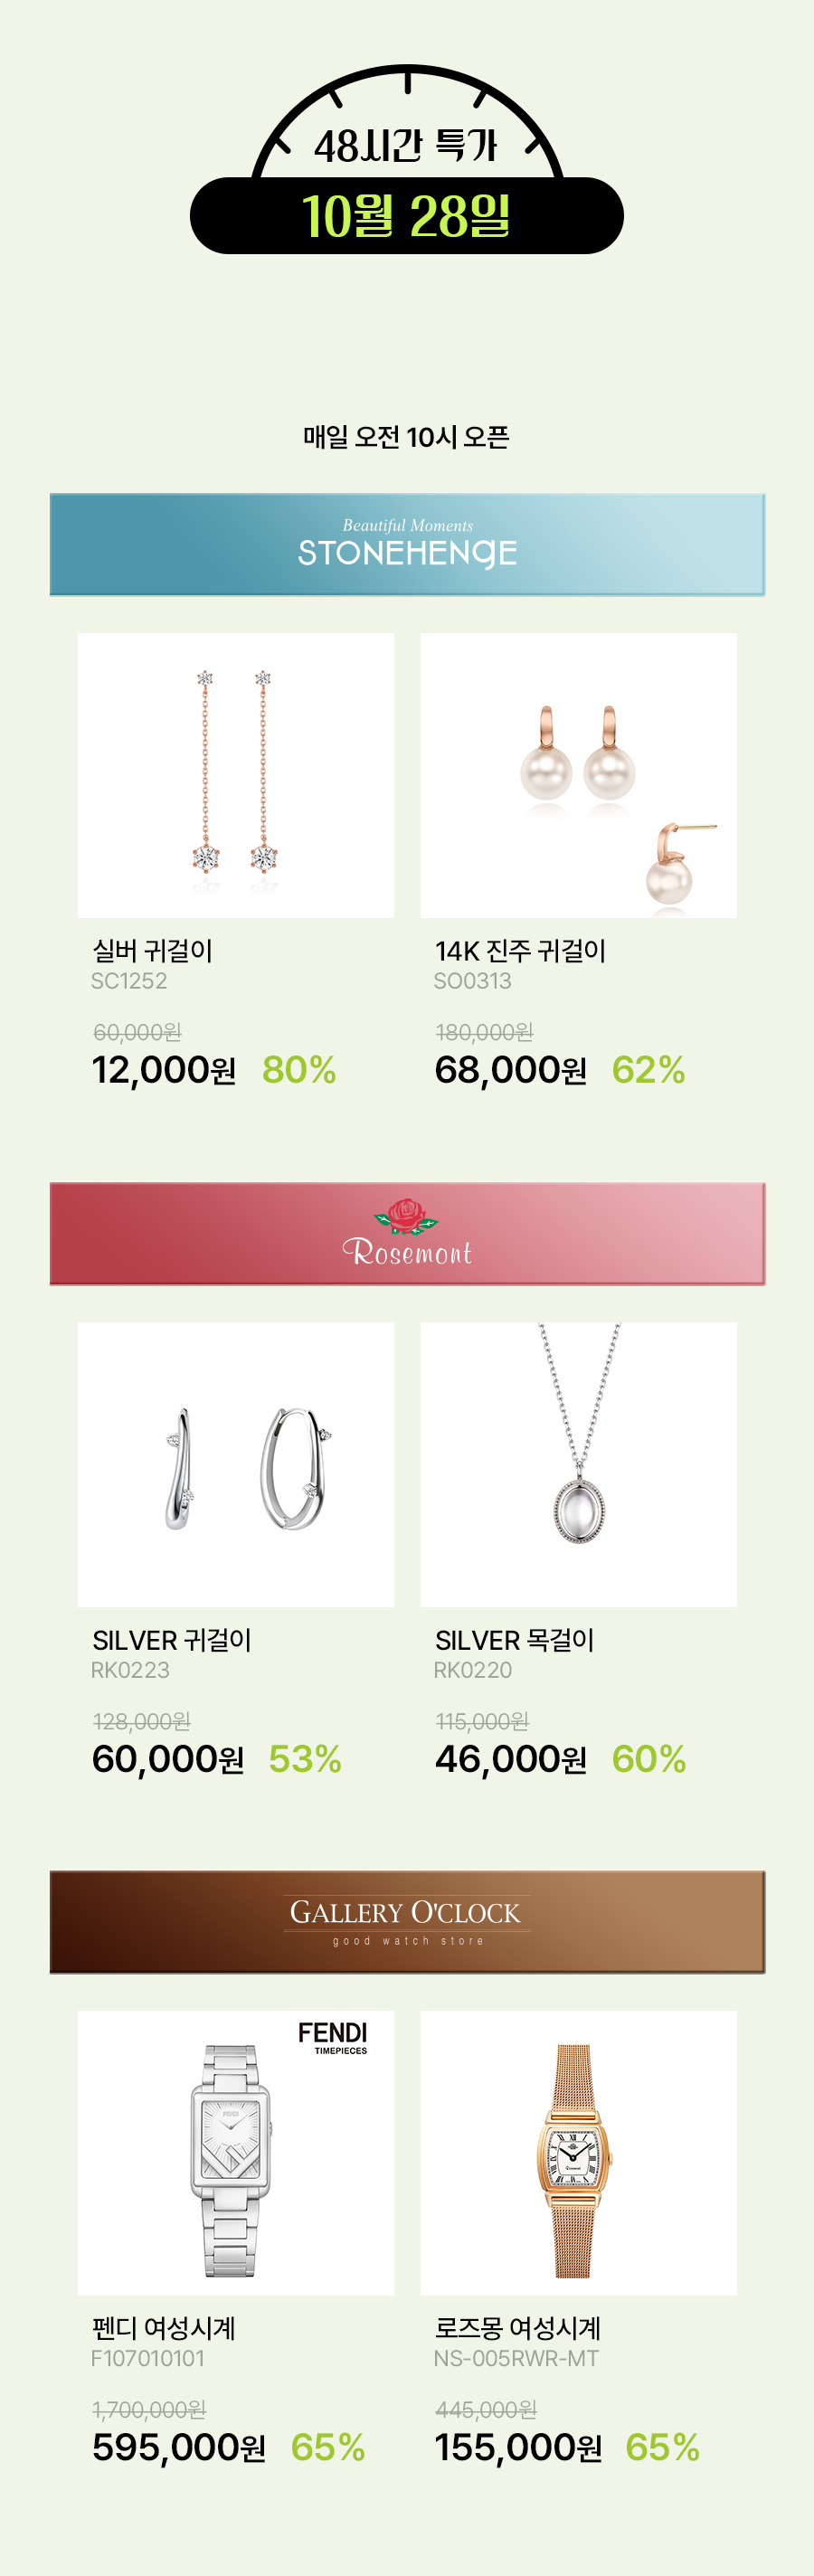 48시간 특가
10월 28일
매일 오전 10시 오픈
Beautiful Moments
STONEHENgE
실버 귀걸이
SC1252
60,000원
12,000원 80%
14K 진주 귀걸이
SO0313
180,000원
68,000원 62%
Rosemont
SILVER 귀걸이
RK0223
128,000원
60,000원 53%
SILVER 목걸이
RK0220
115,000원
46,000원 60%
GALLERY O'CLOCK
good watch store
FENDI
TIMEPIECES
FENDI
펜디 여성시계
F107010101
1,700,000원
595,000원 65%
Rosemont
로즈몽 여성시계
NS-005RWR-MT
445,000원
155,000원 65%